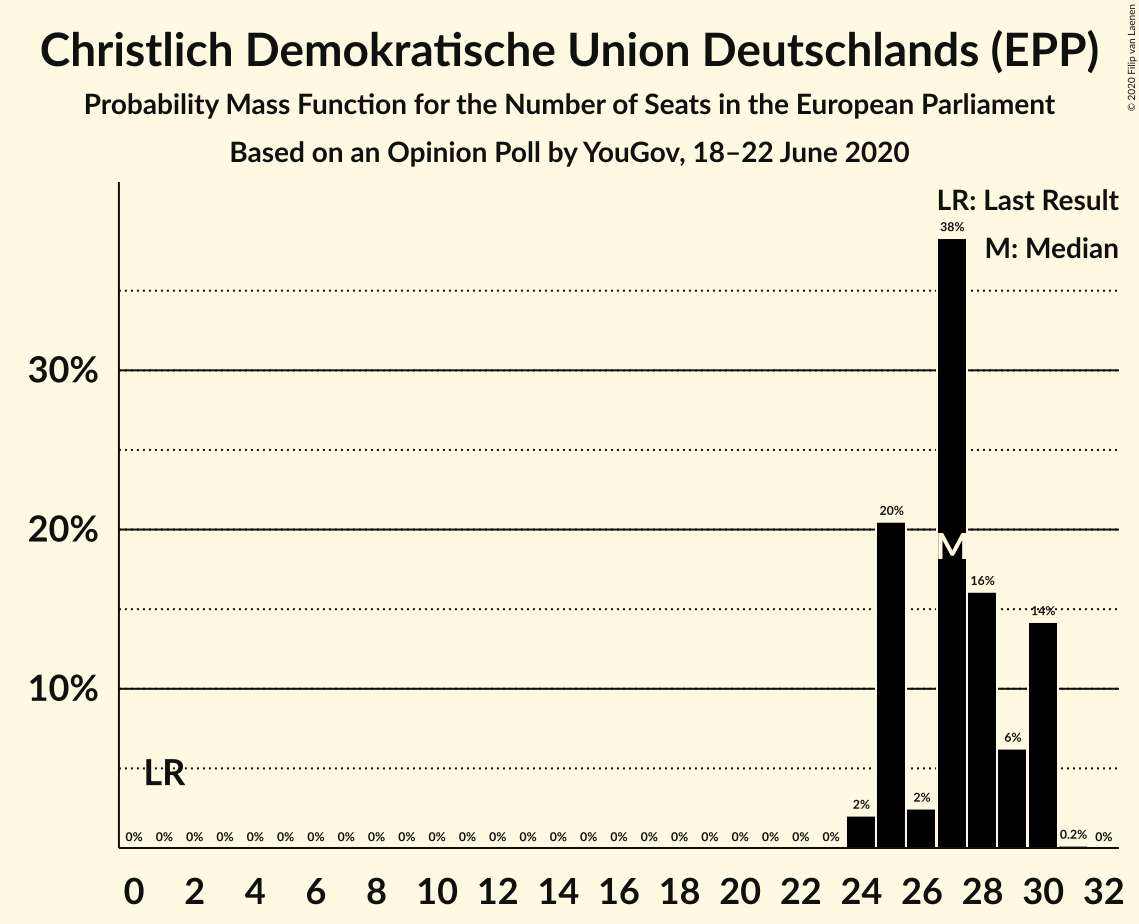 Christlich Demokratische Union Deutschlands (EPP)
Probability Mass Function for the Number of Seats in the European Parliament
Based on an Opinion Poll by YouGov, 18–22 June 2020
© 2020 Filip van Laenen
LR: Last Result
M: Median
38%
30%
20%
20%
M
16%
14%
10%
LR
6%
2%
2%
0% 0% 0% 0% 0% 0% 0% 0% 0% 0% 0% 0% 0% 0% 0% 0% 0% 0% 0% 0% 0% 0% 0% 0% 0.2% 0%
0 2 4 6 8 10 12 14 16 18 20 22 24 26 28 30 32